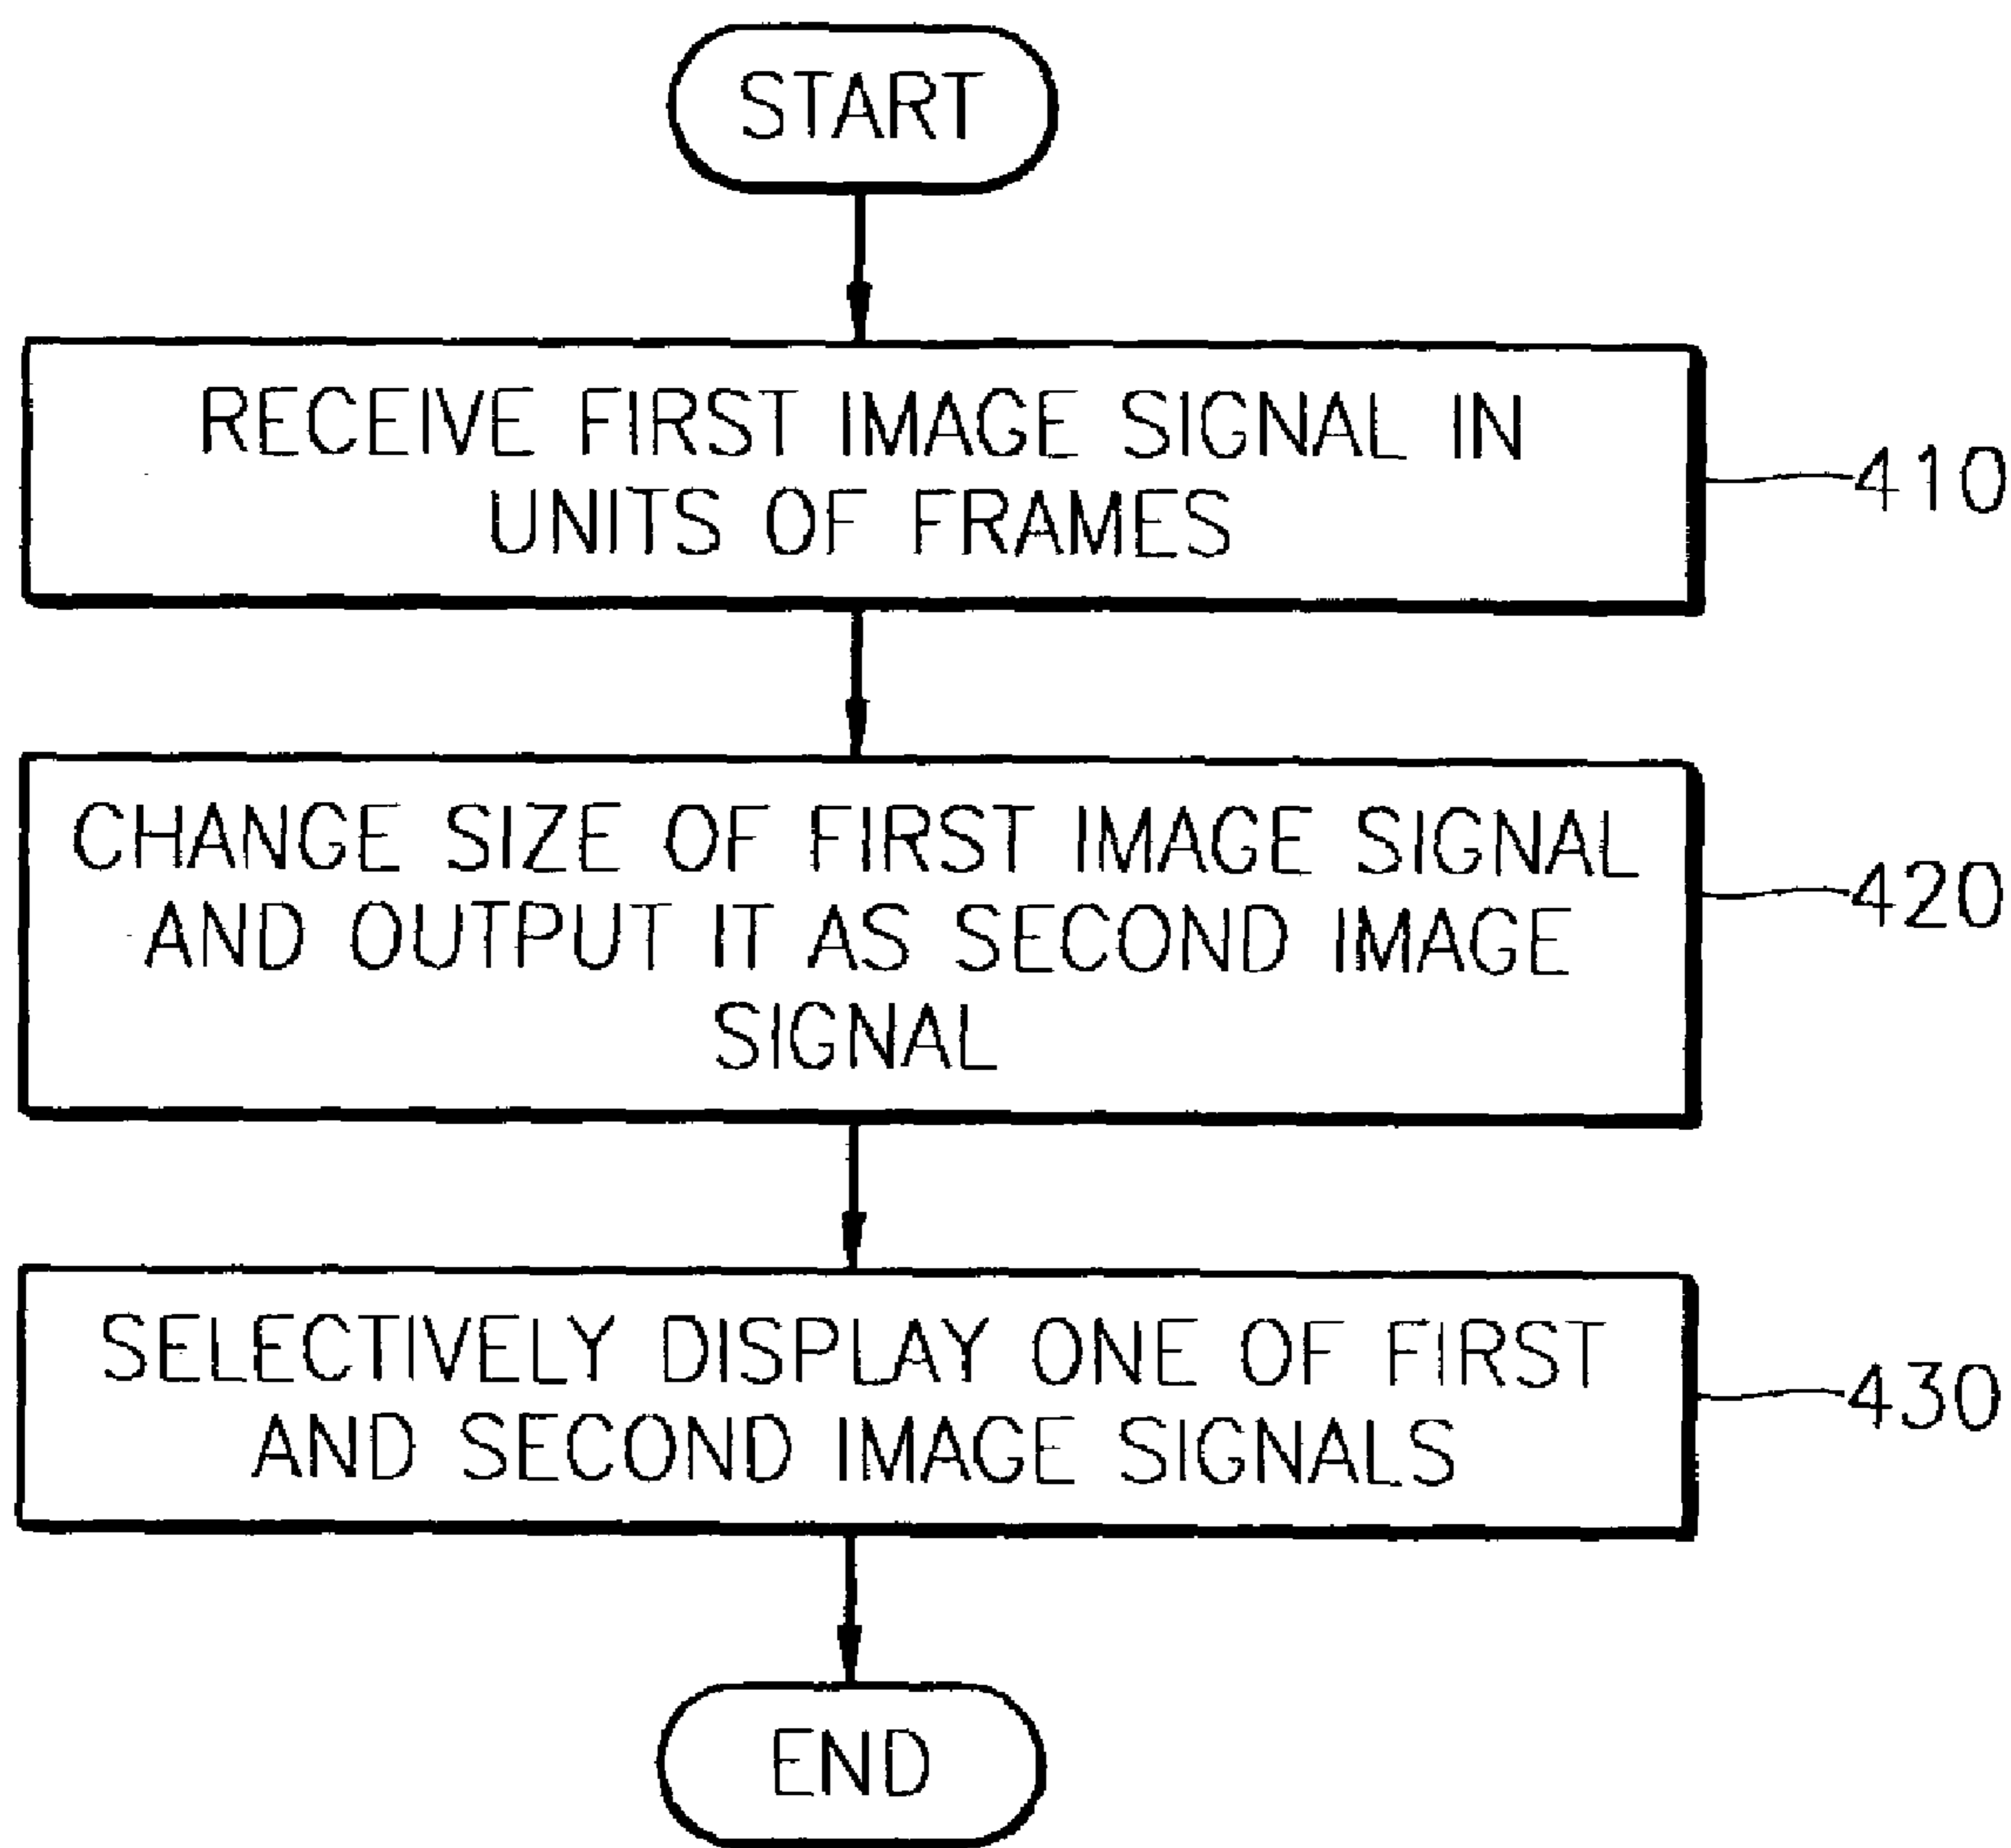 START
RECEIVE FIRST IMAGE SIGNAL IN
UNITS OF FRAMES
410
CHANGE SIZE OF FIRST IMAGE SIGNAL
AND OUTPUT IT AS SECOND IMAGE
SIGNAL
420
SELECTIVELY DISPLAY ONE OF FIRST
AND SECOND IMAGE SIGNALS
430
END